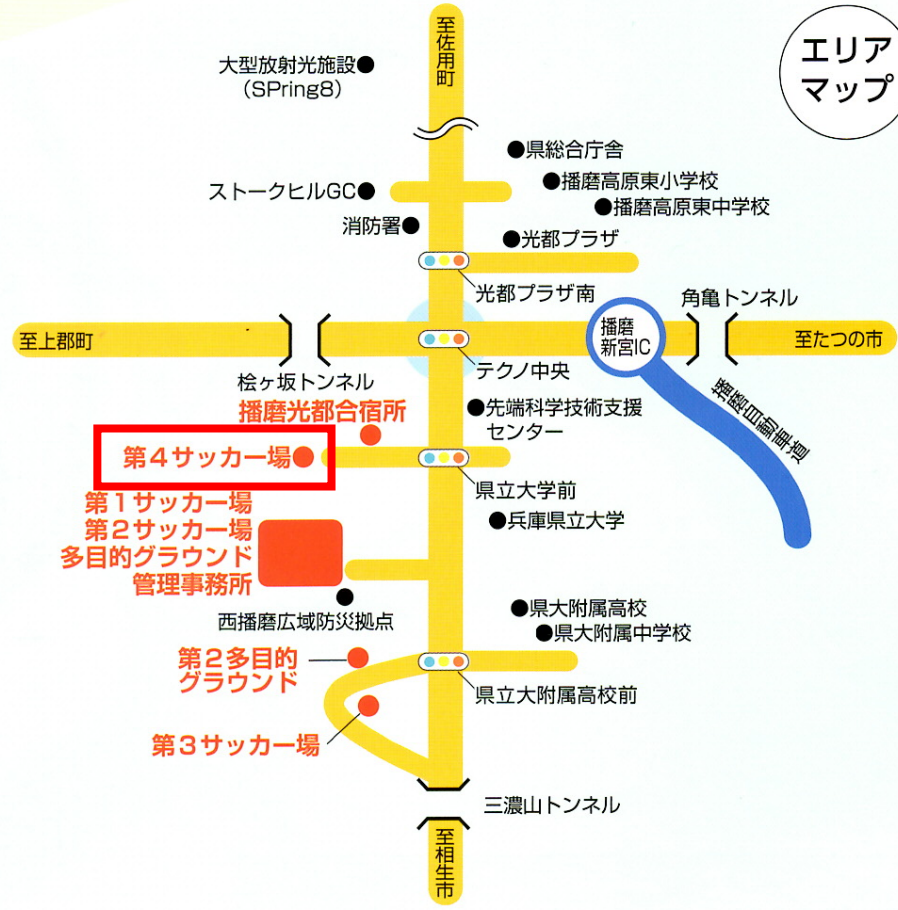 至佐用町
エリア
マップ
大型放射光施設
(SPring8)
県総合庁舎
播磨高原東小学校
ストークヒルGC
播磨高原東中学校
消防署
光都プラザ
光都プラザ南
角亀トンネル
播磨
新宮IC
至上郡町
至たつの市
テクノ中央
桧ヶ坂トンネル
播磨自動車道
播磨光都合宿所
先端科学技術支援
センター
第4サッカー場
県立大学前
第1サッカー場
第2サッカー場
多目的グラウンド
管理事務所
兵庫県立大学
西播磨広域防災拠点
県大附属高校
県大附属中学校
第2多目的
グラウンド
県立大附属高校前
第3サッカー場
三濃山トンネル
至相生市